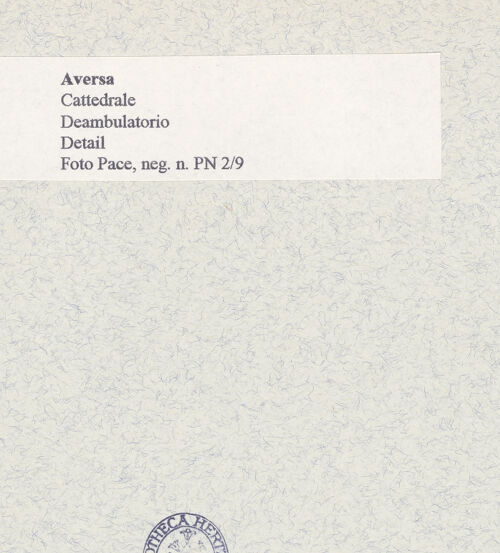 Aversa
Cattedrale
Deambulatorio
Detail
Foto Pace, neg. n. PN 2/9